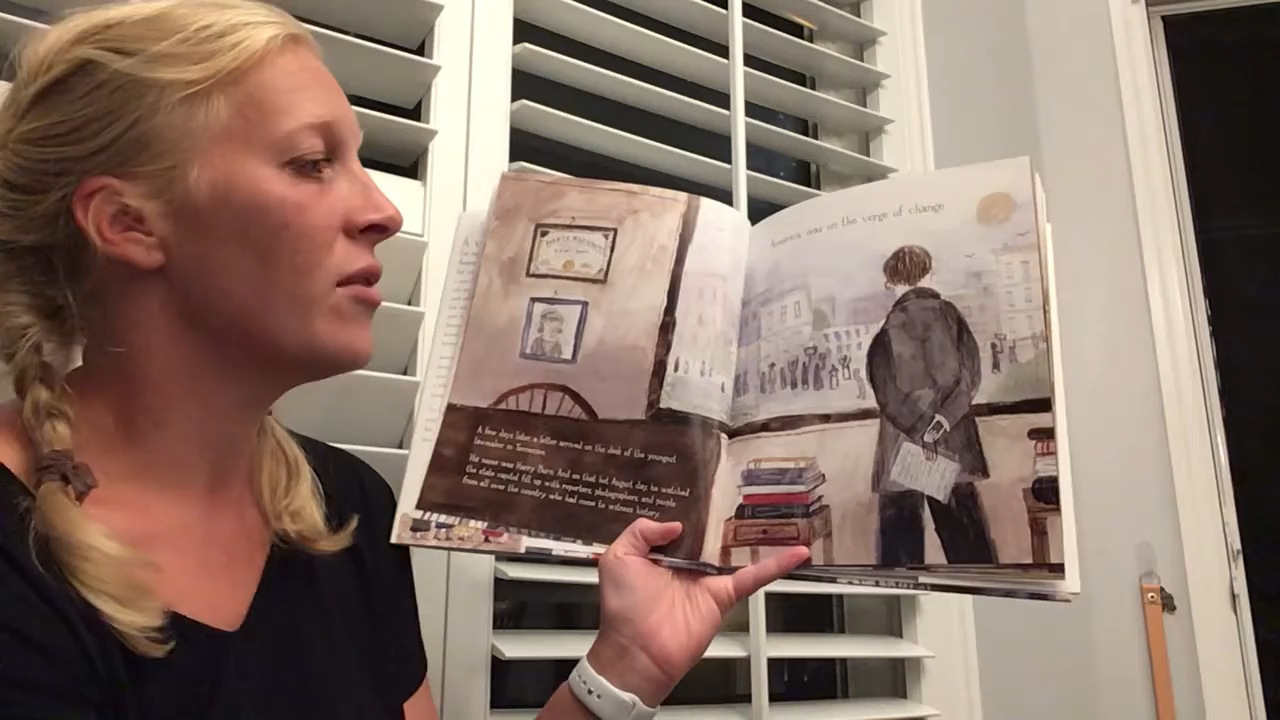 A few days later, a letter arrived on the desk of the youngest
lawmaker in Tennessee.
His name was Harry Burn. And on that hot August day, he watched
the state capitol fill up with reporters, photographers, and people
from all over the country who had come to witness history.
America was on the verge of change